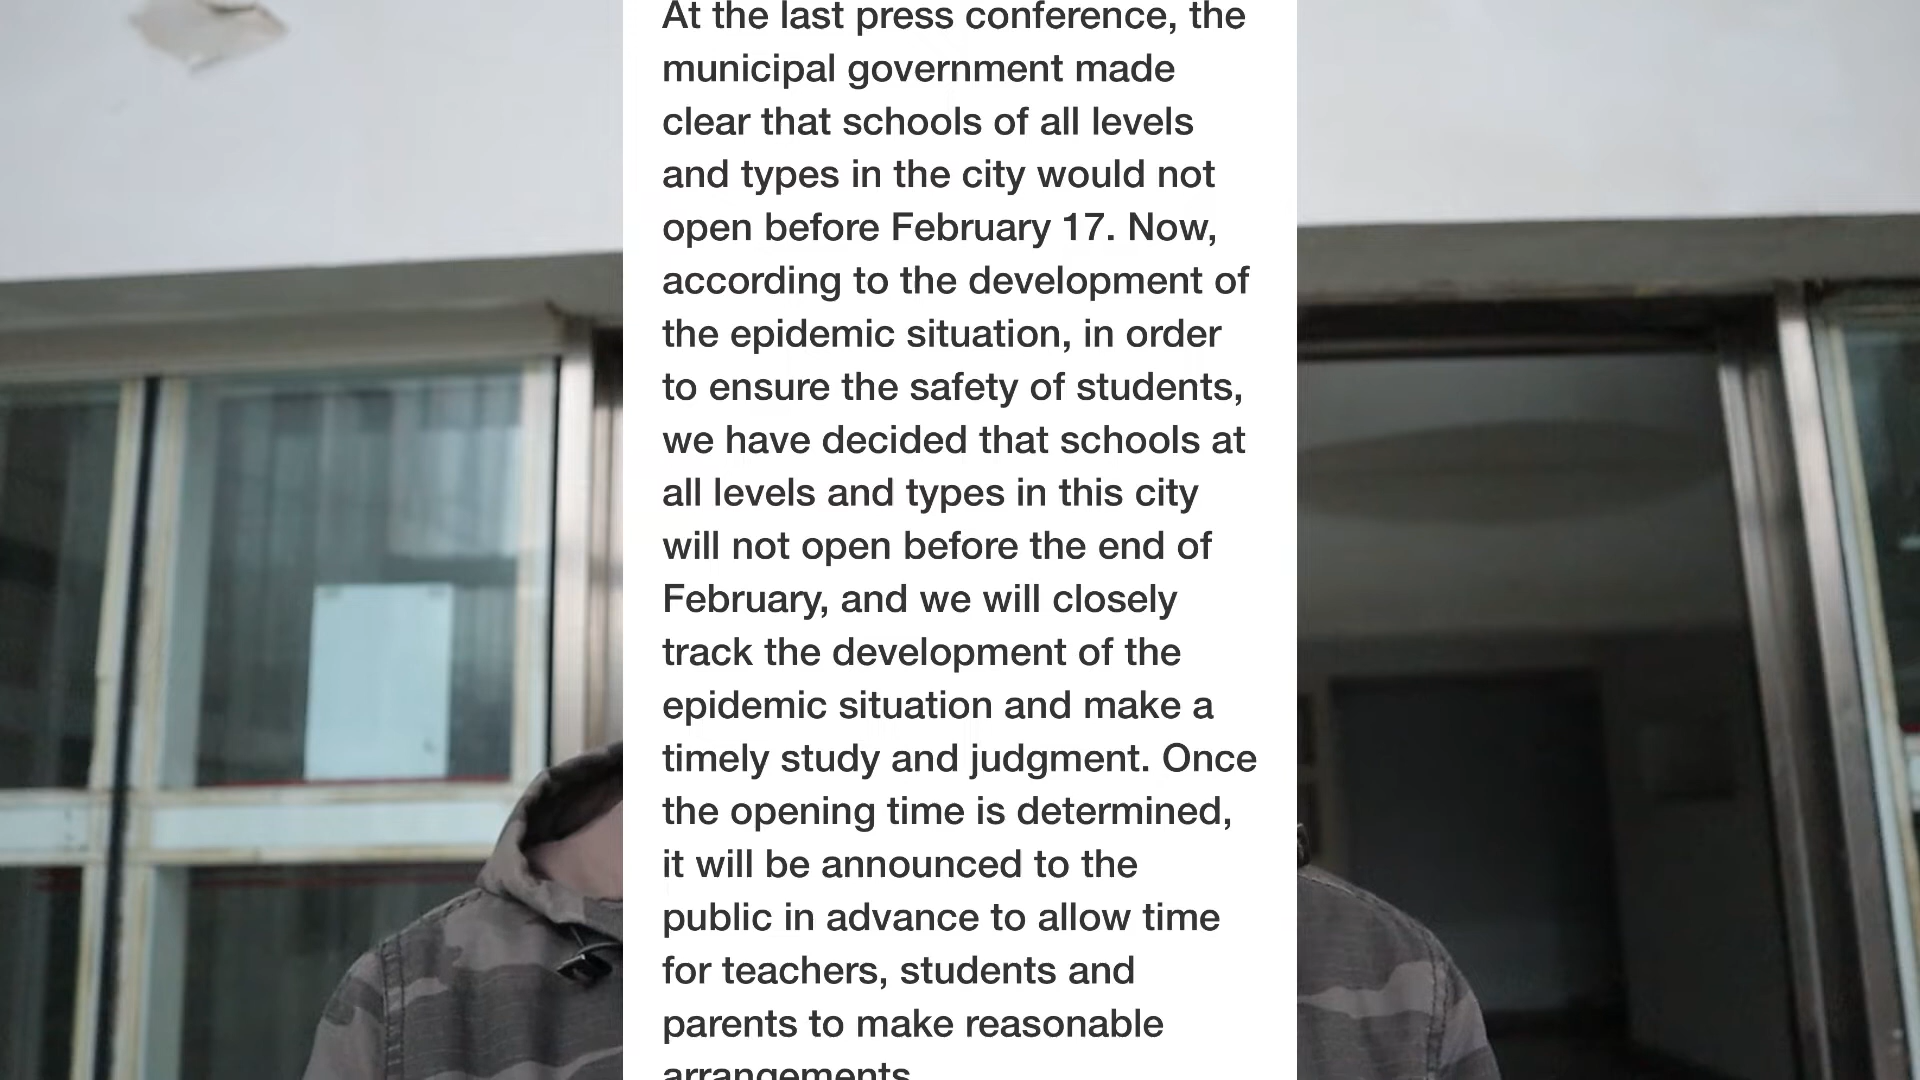 At the last press conference, the
municipal government made
clear that schools of all levels
and types in the city would not
open before February 17. Now,
according to the development of
the epidemic situation, in order
to ensure the safety of students,
we have decided that schools at
all levels and types in this city
will not open before the end of
February, and we will closely
track the development of the
epidemic situation and make a
timely study and judgment. Once
the opening time is determined,
it will be announced to the
public in advance to allow time
for teachers, students and
parents to make reasonable
arrangements